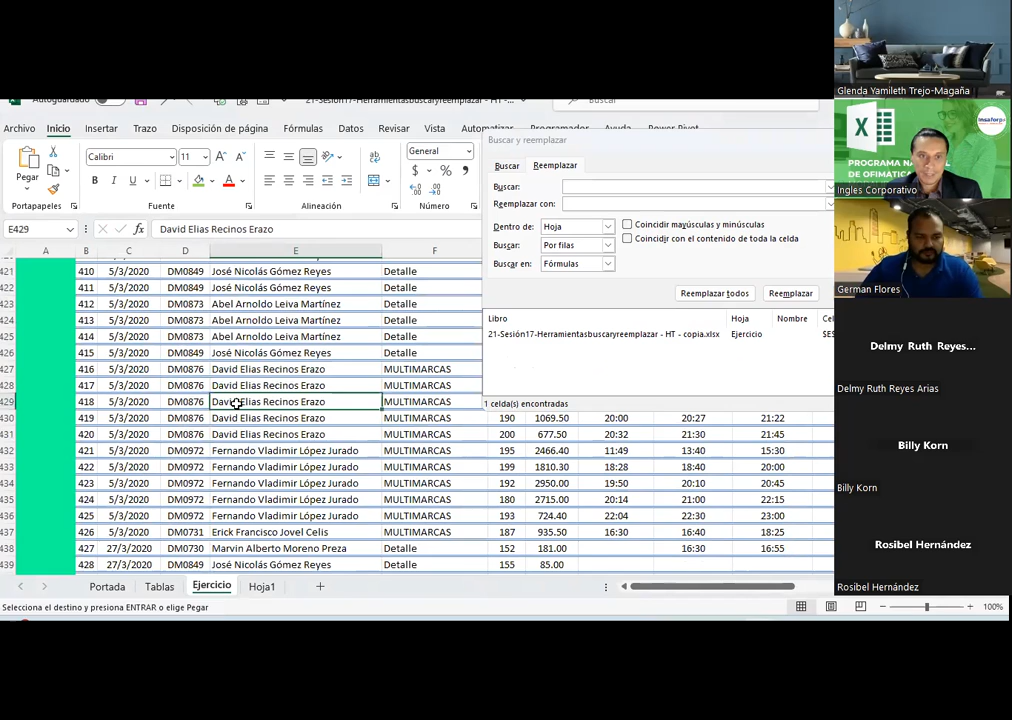 Glenda Yamileth Trejo-Magaña
Autoguardado
21-Sesión17-Herramientasbuscaryreemplazar - HT -...
Buscar
Archivo Inicio Insertar Trazo Disposición de página Fórmulas Datos Revisar Vista Automatizar Programador Ayuda Power Pivot
Pegar
Calibri 11
N K S
A A
ab
General
$ % 000
Portapapeles Fuente Alineación Número
Buscar y reemplazar
Buscar Reemplazar
Buscar:
Reemplazar con:
Dentro de: Hoja
Coincidir mayúsculas y minúsculas
Buscar: Por filas
Coincidir con el contenido de toda la celda
Buscar en: Fórmulas
Reemplazar todos Reemplazar
Libro Hoja Nombre Cel
21-Sesión17-Herramientasbuscaryreemplazar - HT - copia.xlsx Ejercicio $E$
1 celda(s) encontradas
E429 fx David Elias Recinos Erazo
A B C D E F
421 410 5/3/2020 DM0849 José Nicolás Gómez Reyes Detalle
422 411 5/3/2020 DM0849 José Nicolás Gómez Reyes Detalle
423 412 5/3/2020 DM0873 Abel Arnoldo Leiva Martínez Detalle
424 413 5/3/2020 DM0873 Abel Arnoldo Leiva Martínez Detalle
425 414 5/3/2020 DM0873 Abel Arnoldo Leiva Martínez Detalle
426 415 5/3/2020 DM0849 José Nicolás Gómez Reyes Detalle
427 416 5/3/2020 DM0876 David Elias Recinos Erazo MULTIMARCAS
428 417 5/3/2020 DM0876 David Elias Recinos Erazo MULTIMARCAS
429 418 5/3/2020 DM0876 David Elias Recinos Erazo MULTIMARCAS
430 419 5/3/2020 DM0876 David Elias Recinos Erazo MULTIMARCAS 190 1069.50 20:00 20:27 21:22
431 420 5/3/2020 DM0876 David Elias Recinos Erazo MULTIMARCAS 200 677.50 20:32 21:30 21:45
432 421 5/3/2020 DM0972 Fernando Vladimir López Jurado MULTIMARCAS 195 2466.40 11:49 13:40 15:30
433 422 5/3/2020 DM0972 Fernando Vladimir López Jurado MULTIMARCAS 199 1810.30 18:28 18:40 20:00
434 423 5/3/2020 DM0972 Fernando Vladimir López Jurado MULTIMARCAS 192 2950.00 19:50 20:10 20:45
435 424 5/3/2020 DM0972 Fernando Vladimir López Jurado MULTIMARCAS 180 2715.00 20:14 21:00 22:15
436 425 5/3/2020 DM0972 Fernando Vladimir López Jurado MULTIMARCAS 193 724.40 22:04 22:30 23:00
437 426 5/3/2020 DM0731 Erick Francisco Jovel Celis MULTIMARCAS 187 935.50 16:30 16:40 18:25
438 427 27/3/2020 DM0730 Marvin Alberto Moreno Preza Detalle 152 181.00 16:30 16:55
439 428 27/3/2020 DM0849 José Nicolás Gómez Reyes Detalle 155 85.00
Portada Tablas Ejercicio Hoja1
Selecciona el destino y presiona ENTRAR o elige Pegar
100%
X
Insaforp
PROGRAMA NA
DE OFIMATICA
Ingles Corporativo
German Flores
Delmy Ruth Reyes...
Delmy Ruth Reyes Arias
Billy Korn
Billy Korn
Rosibel Hernández
Rosibel Hernández